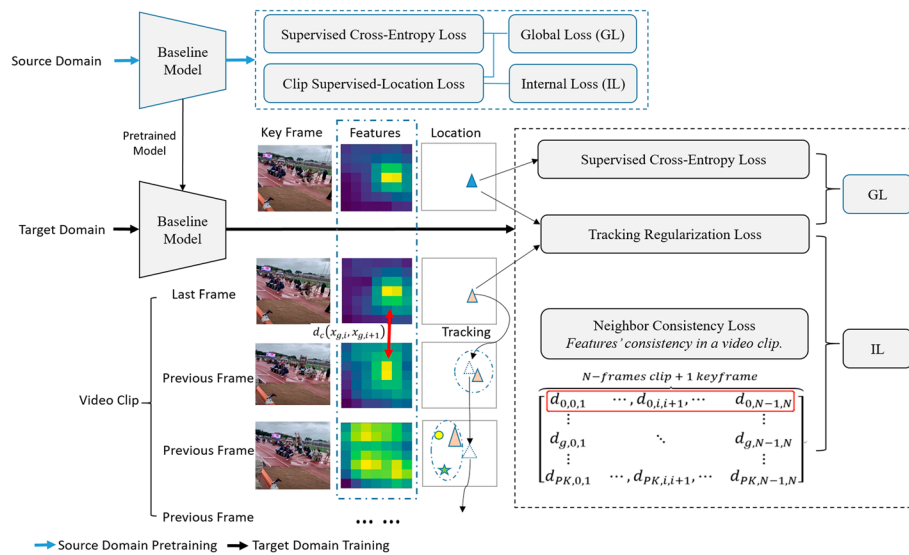 Source Domain
Baseline
Model
Supervised Cross-Entropy Loss
Global Loss (GL)
Clip Supervised-Location Loss
Internal Loss (IL)
Pretrained
Model
Key Frame
Features
Location
Supervised Cross-Entropy Loss
GL
Target Domain
Baseline
Model
Tracking Regularization Loss
Last Frame
d_c(x_{g,i}, x_{g,i+1})
Tracking
Neighbor Consistency Loss
Features' consistency in a video clip.
IL
Video Clip
Previous Frame
N-frames clip + 1 keyframe
d_{0,0,1} ⋯,d_{0,i,i+1},⋯ d_{0,N-1,N}
⋮ ⋮
d_{g,0,1} ⋱ d_{g,N-1,N}
⋮ ⋮
d_{PK,0,1} ⋯,d_{PK,i,i+1},⋯ d_{PK,N-1,N}
Previous Frame
Previous Frame
⋯ ⋯
Source Domain Pretraining
Target Domain Training